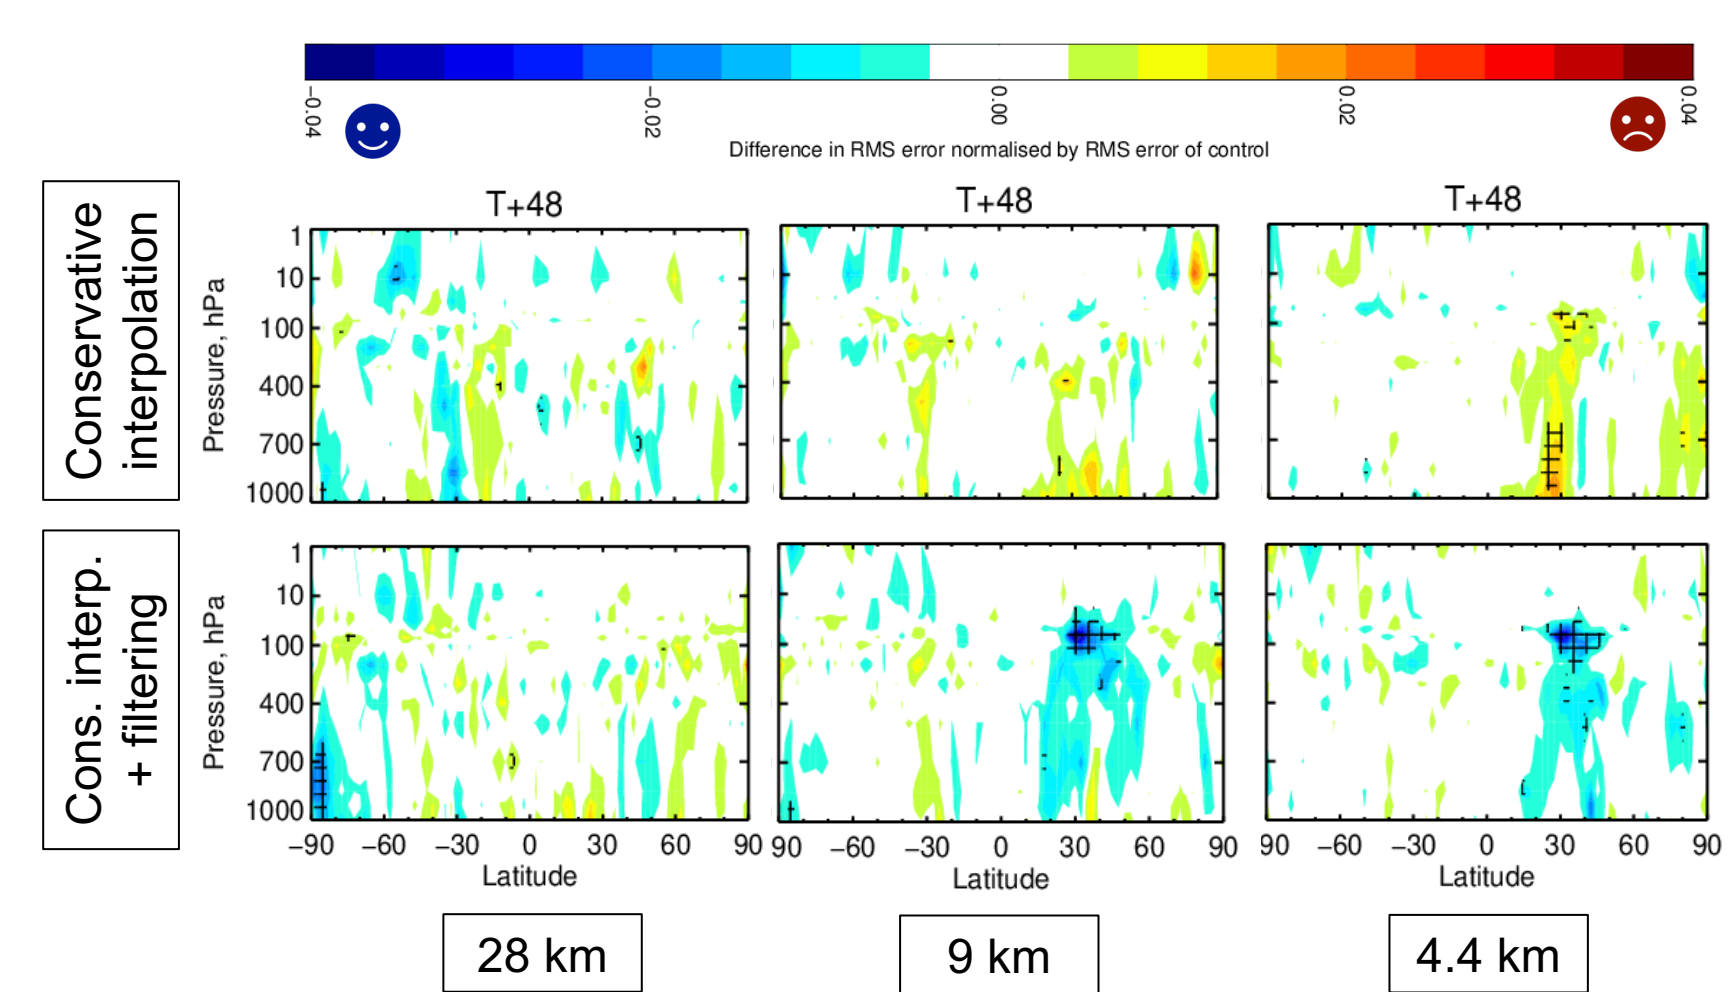 −0.04
−0.02
0.00
0.02
0.04
Difference in RMS error normalised by RMS error of control
Conservative
interpolation
T+48
T+48
T+48
Pressure, hPa
1
10
100
400
700
1000
Cons. interp.
+ filtering
Pressure, hPa
1
10
100
400
700
1000
−90 −60 −30 0 30 60 90
90 −60 −30 0 30 60 90
90 −60 −30 0 30 60 90
Latitude
Latitude
Latitude
28 km
9 km
4.4 km